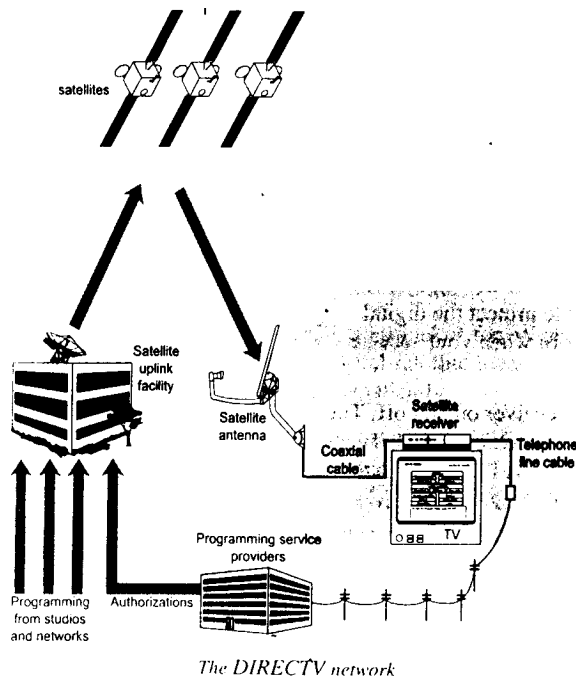 satellites
Satellite
uplink
facility
Satellite
antenna
Satellite
receiver
Coaxial
cable
Telephone
line cable
TV
Programming service
providers
Programming
from studios
and networks
Authorizations
The DIRECTV network